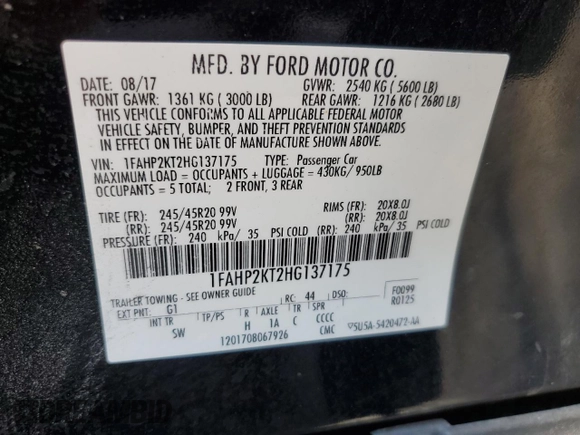 MFD. BY FORD MOTOR CO.
DATE: 08/17 GVWR: 2540 KG ( 5600 LB)
FRONT GAWR: 1361 KG ( 3000 LB) REAR GAWR: 1216 KG ( 2680 LB)
THIS VEHICLE CONFORMS TO ALL APPLICABLE FEDERAL MOTOR
VEHICLE SAFETY, BUMPER, AND THEFT PREVENTION STANDARDS
IN EFFECT ON THE DATE OF MANUFACTURE SHOWN ABOVE.
VIN: 1FAHP2KT2HG137175 TYPE: Passenger Car
MAXIMUM LOAD = OCCUPANTS + LUGGAGE = 430KG/ 950LB
OCCUPANTS = 5 TOTAL; 2 FRONT, 3 REAR
TIRE (FR): 245/45R20 99V RIMS (FR): 20X8.0J
(RR): 245/45R20 99V (RR): 20X8.0J
PRESSURE (FR): 240 kPa/ 35 PSI COLD (RR): 240 kPa/ 35 PSI COLD
1FAHP2KT2HG137175
TRAILER TOWING - SEE OWNER GUIDE RC: 44 DSO: F0099
EXT PNT: G1 R0125
INT TR TP/PS R AXLE TR SPR
SW H 1A C CCCC
1201708067926 CMC 5U5A-5420472-AA